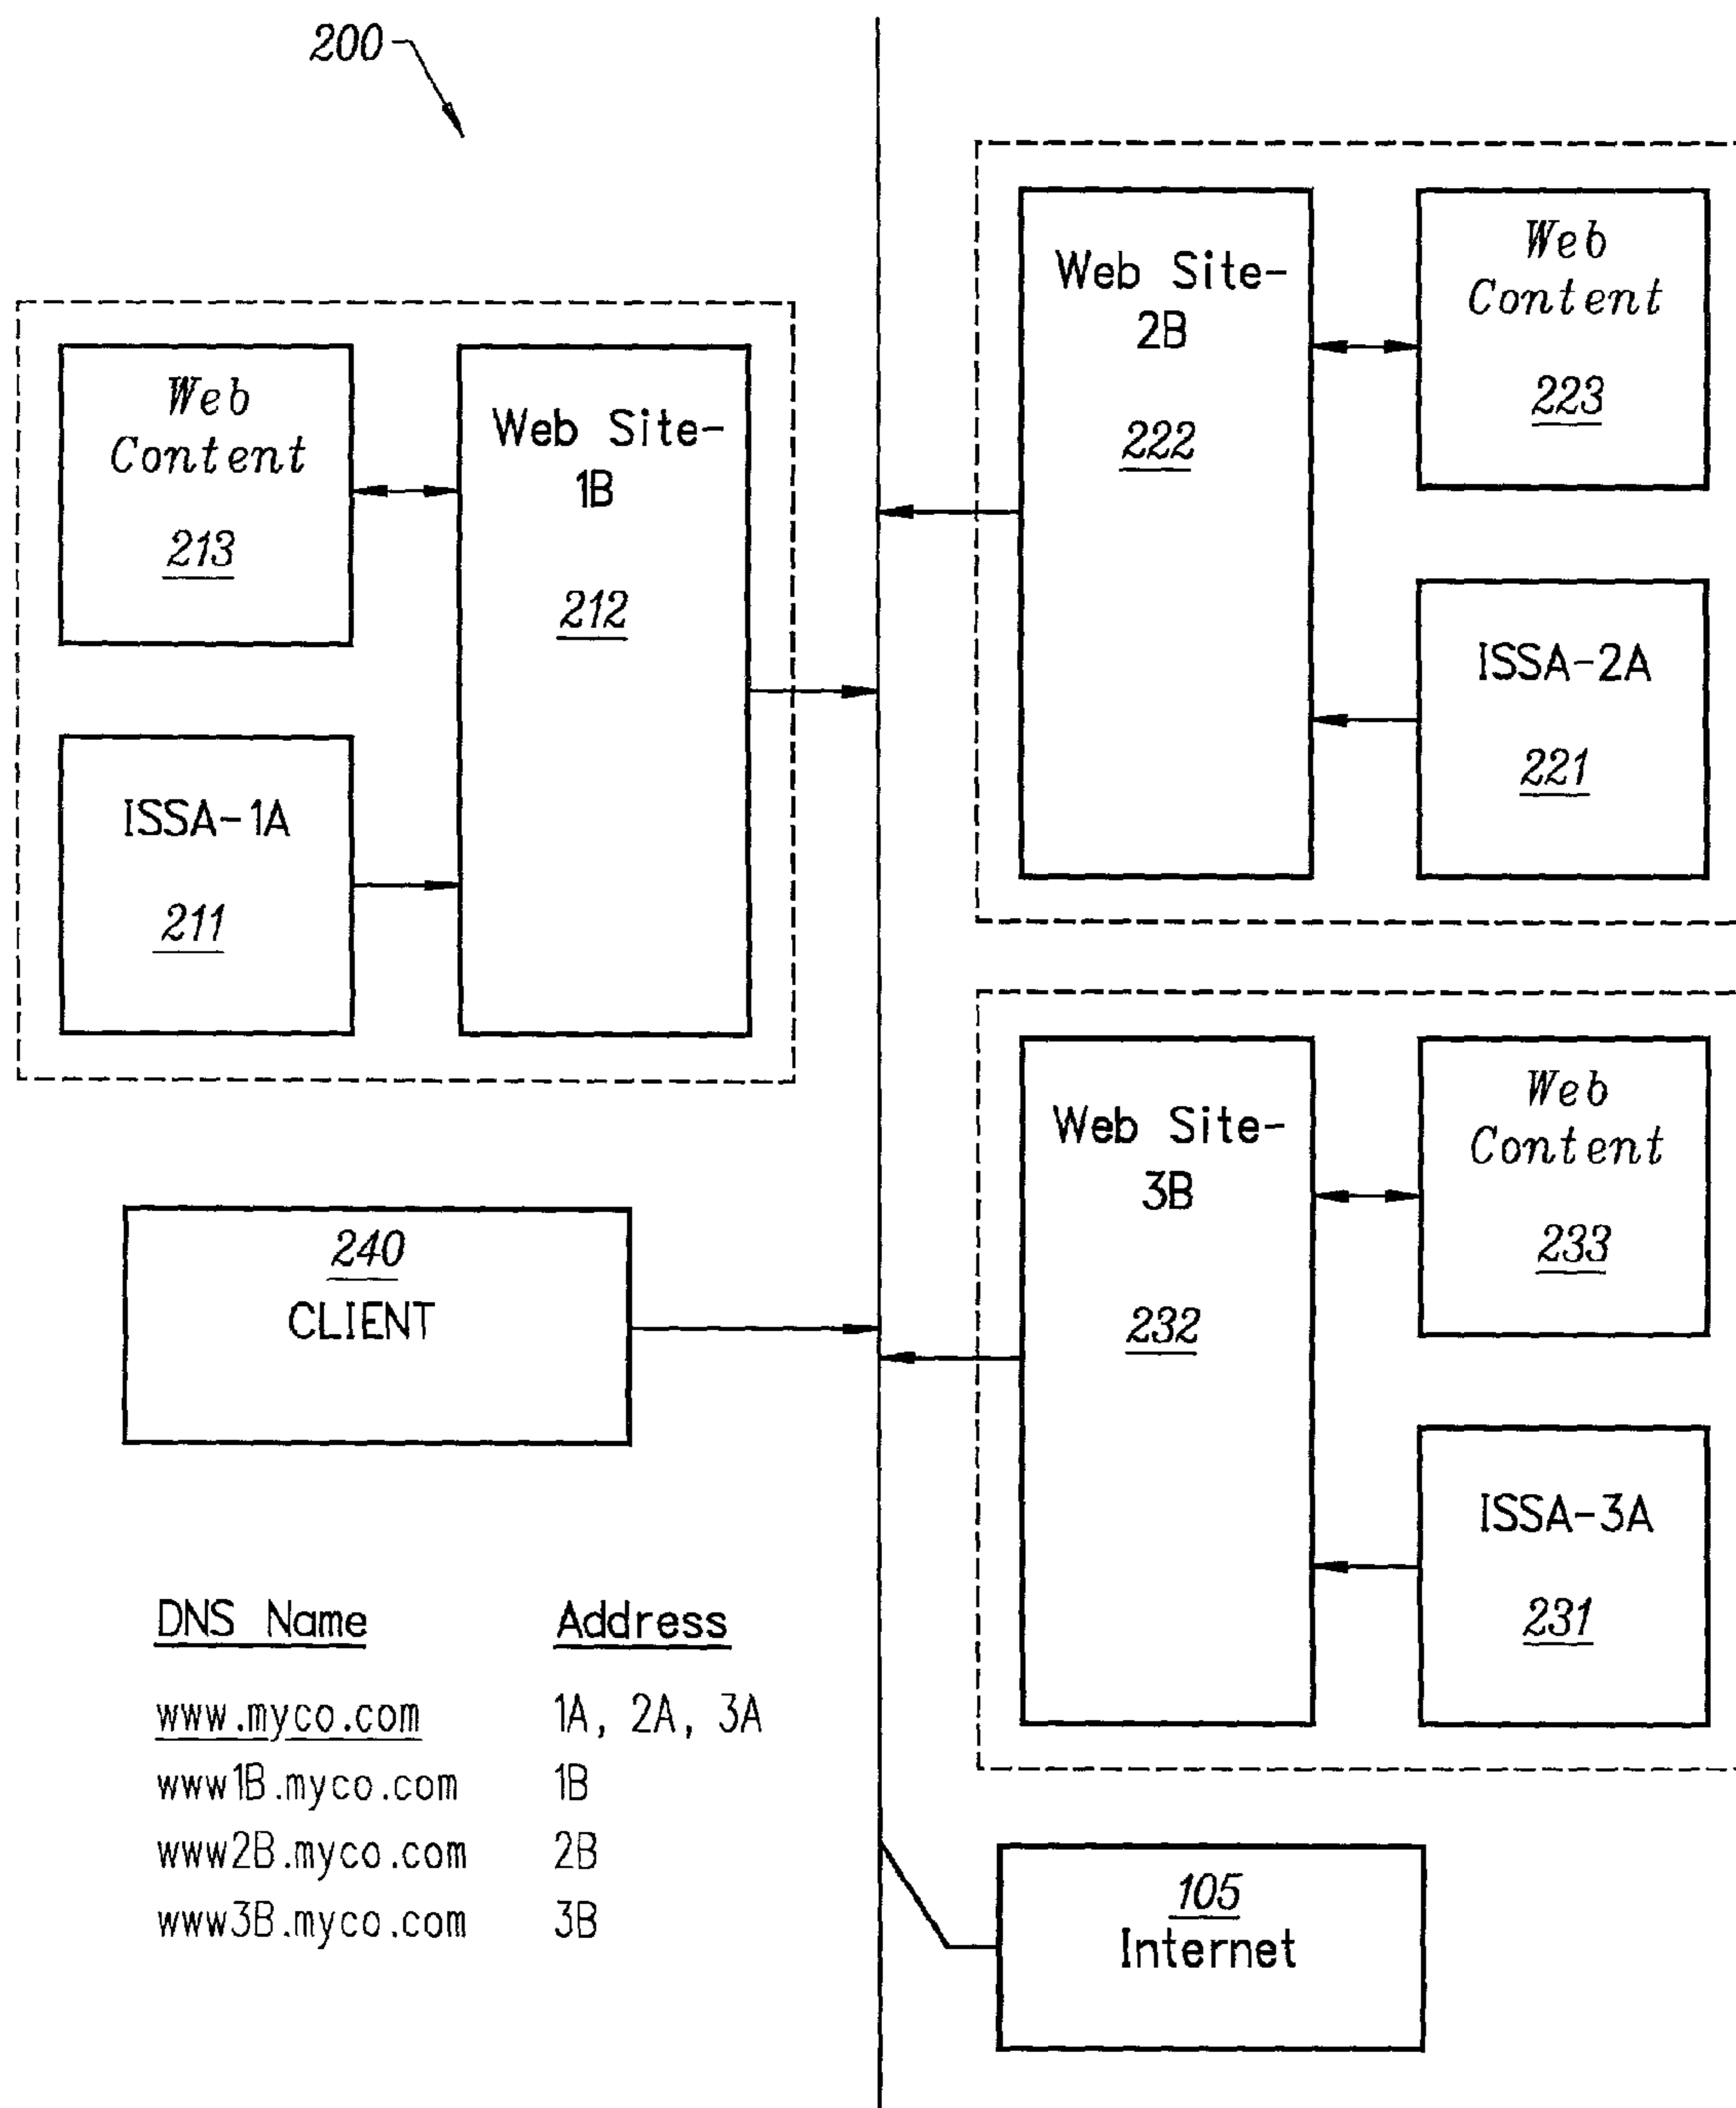 200
Web
Content
213
Web Site-
1B
212
ISSA-1A
211
Web Site-
2B
222
Web
Content
223
ISSA-2A
221
240
CLIENT
Web Site-
3B
232
Web
Content
233
ISSA-3A
231
DNS Name Address
www.myco.com 1A, 2A, 3A
www1B.myco.com 1B
www2B.myco.com 2B
www3B.myco.com 3B
105
Internet